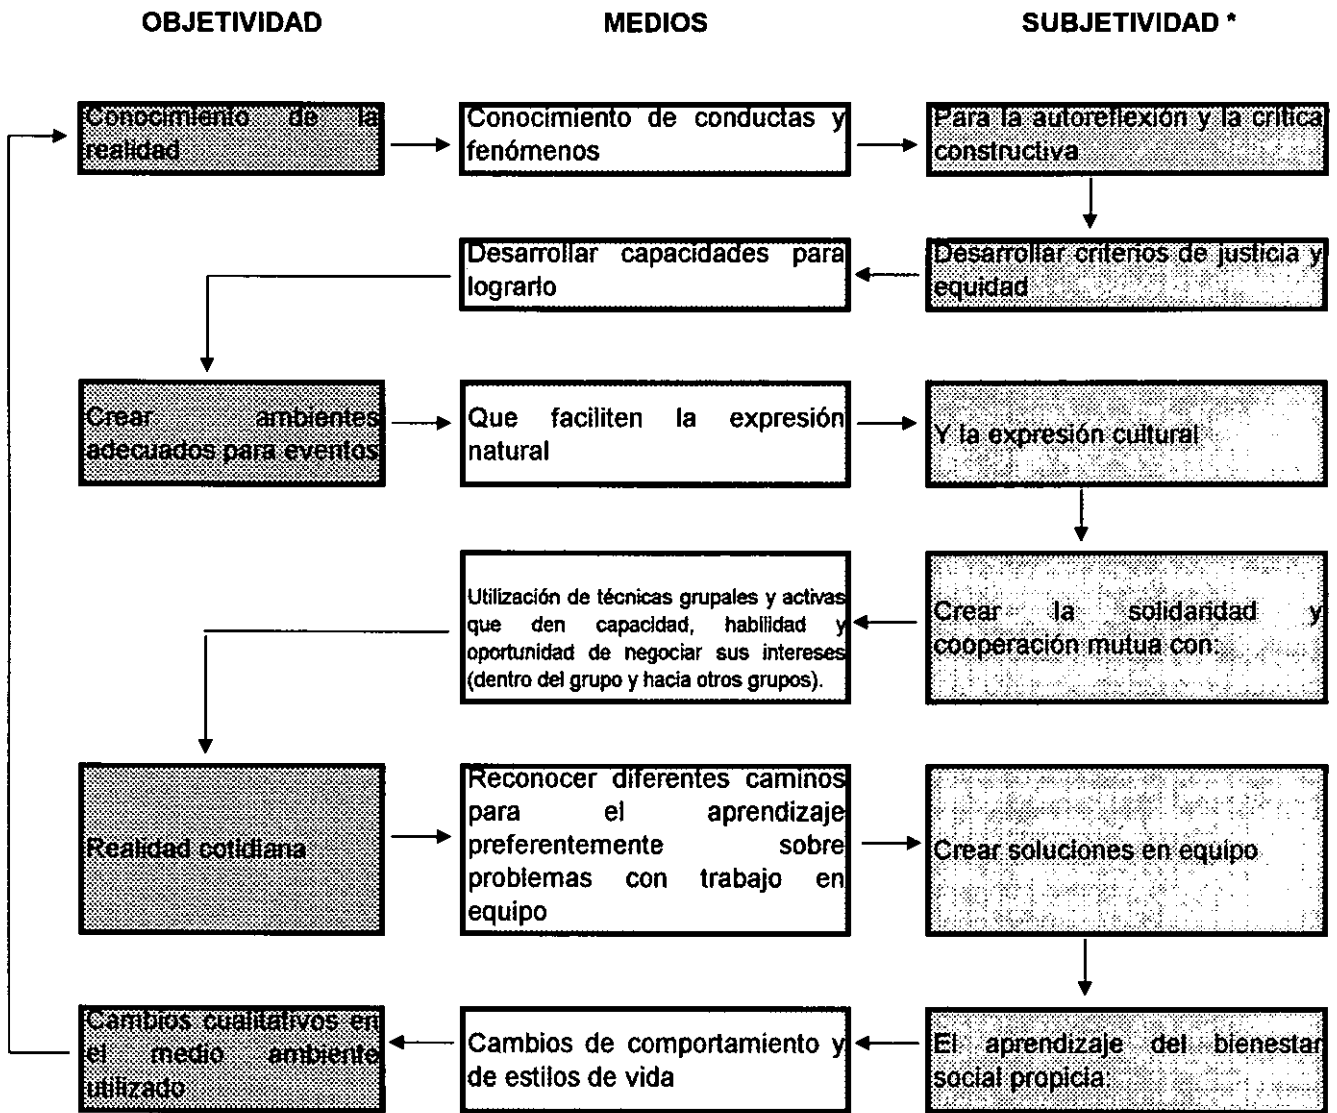 OBJETIVIDAD MEDIOS SUBJETIVIDAD *
Conocimiento de la
realidad
Conocimiento de conductas y
fenómenos
Para la autoreflexión y la crítica
constructiva
Desarrollar capacidades para
lograrlo
Desarrollar criterios de justicia y
equidad
Crear ambientes
adecuados para eventos
Que faciliten la expresión
natural
Y la expresión cultural
Utilización de técnicas grupales y activas
que den capacidad, habilidad y
oportunidad de negociar sus intereses
(dentro del grupo y hacia otros grupos).
Crear la solidaridad y
cooperación mutua con:
Realidad cotidiana
Reconocer diferentes caminos
para el aprendizaje
preferentemente sobre
problemas con trabajo en
equipo
Crear soluciones en equipo
Cambios cualitativos en
el medio ambiente
utilizado
Cambios de comportamiento y
de estilos de vida
El aprendizaje del bienestar
social propicia: